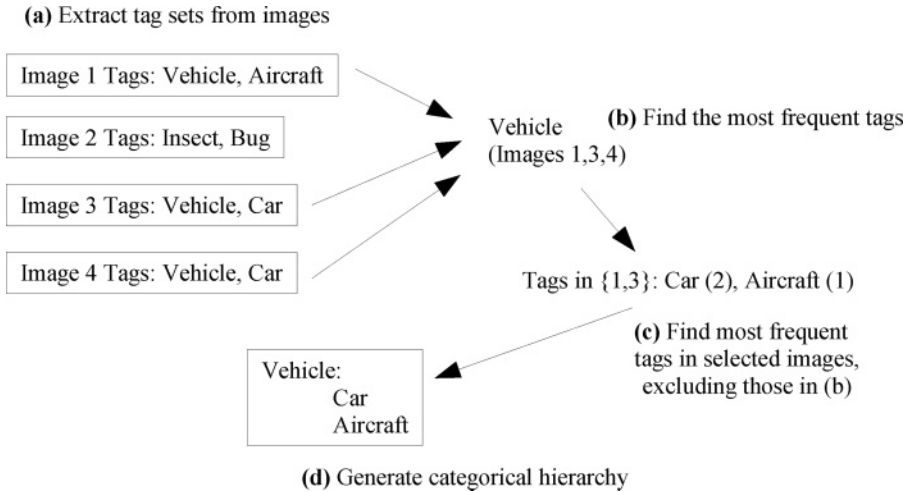 (a) Extract tag sets from images
Image 1 Tags: Vehicle, Aircraft
Image 2 Tags: Insect, Bug
Image 3 Tags: Vehicle, Car
Image 4 Tags: Vehicle, Car
Vehicle
(Images 1,3,4)
(b) Find the most frequent tags
Tags in {1,3}: Car (2), Aircraft (1)
(c) Find most frequent
tags in selected images,
excluding those in (b)
Vehicle:
Car
Aircraft
(d) Generate categorical hierarchy